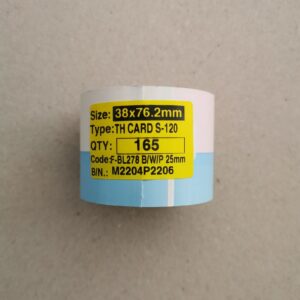 Size: 38x76.2mm
Type: TH CARD S-120
QTY: 165
Code: F-BL278 B/W/P 25mm
B/N.: M2204P2206